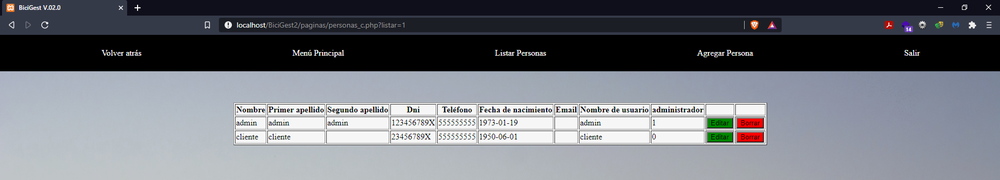 BiciGest V.02.0
localhost/BiciGest2/paginas/personas_c.php?listar=1
14
Volver atrás Menú Principal Listar Personas Agregar Persona Salir
Nombre Primer apellido Segundo apellido Dni Teléfono Fecha de nacimiento Email Nombre de usuario administrador
admin admin admin 123456789X 555555555 1973-01-19 admin 1 Editar Borrar
cliente cliente 23456789X 555555555 1950-06-01 cliente 0 Editar Borrar